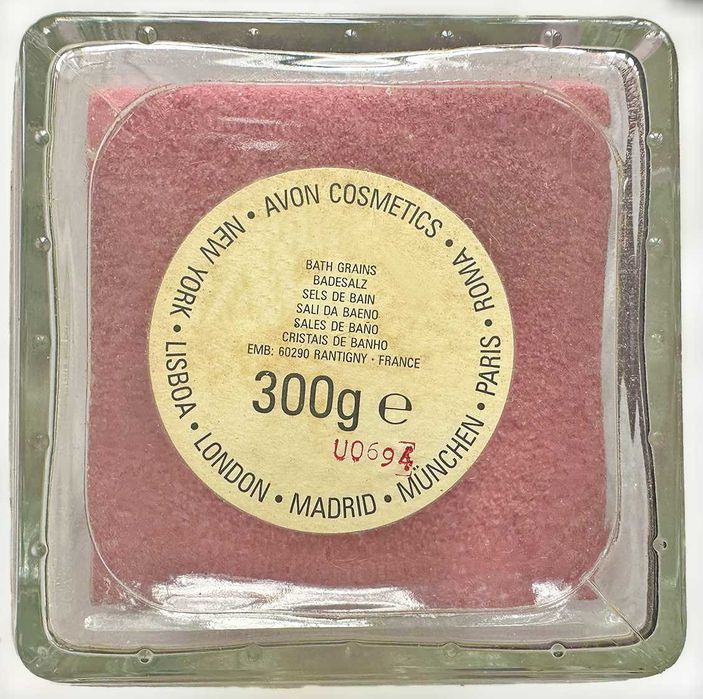 AVON COSMETICS • ROMA • PARIS • MÜNCHEN • MADRID • LONDON • LISBOA • NEW YORK •
BATH GRAINS
BADESALZ
SELS DE BAIN
SALI DA BAENO
SALES DE BAÑO
CRISTAIS DE BANHO
EMB: 60290 RANTIGNY · FRANCE
300g ℮
U0694